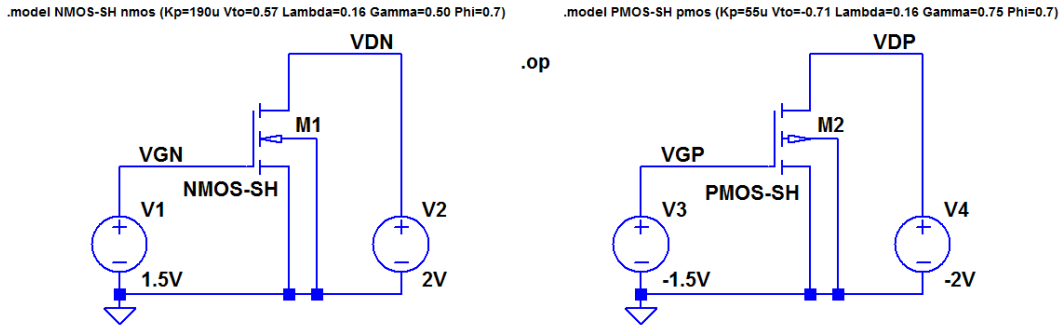 .model NMOS-SH nmos (Kp=190u Vto=0.57 Lambda=0.16 Gamma=0.50 Phi=0.7)
.model PMOS-SH pmos (Kp=55u Vto=-0.71 Lambda=0.16 Gamma=0.75 Phi=0.7)
VDN
.op
VDP
M1
M2
VGN
VGP
NMOS-SH
PMOS-SH
V1
V2
V3
V4
1.5V
2V
-1.5V
-2V